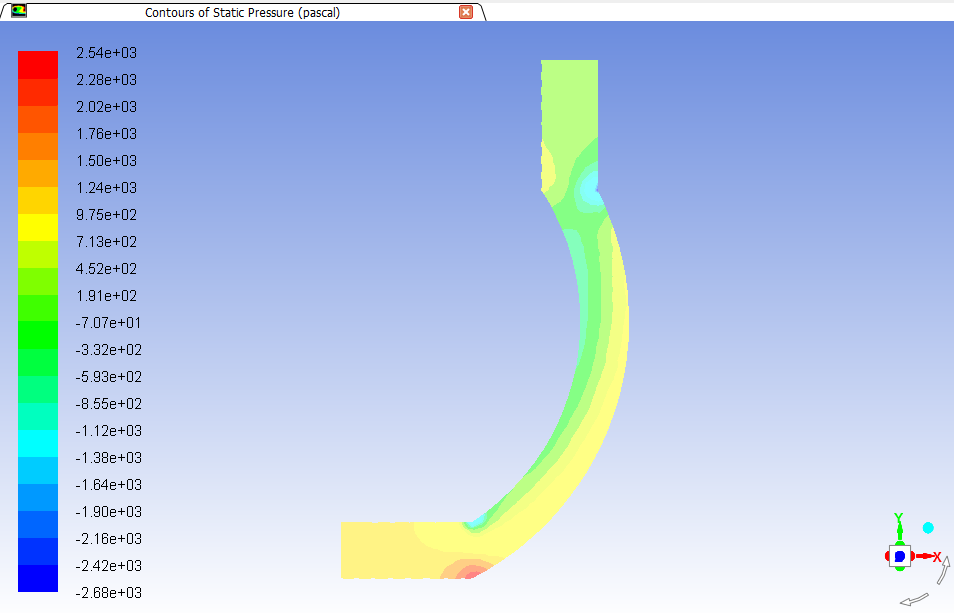 Contours of Static Pressure (pascal)
2.54e+03
2.28e+03
2.02e+03
1.76e+03
1.50e+03
1.24e+03
9.75e+02
7.13e+02
4.52e+02
1.91e+02
-7.07e+01
-3.32e+02
-5.93e+02
-8.55e+02
-1.12e+03
-1.38e+03
-1.64e+03
-1.90e+03
-2.16e+03
-2.42e+03
-2.68e+03
Y
X